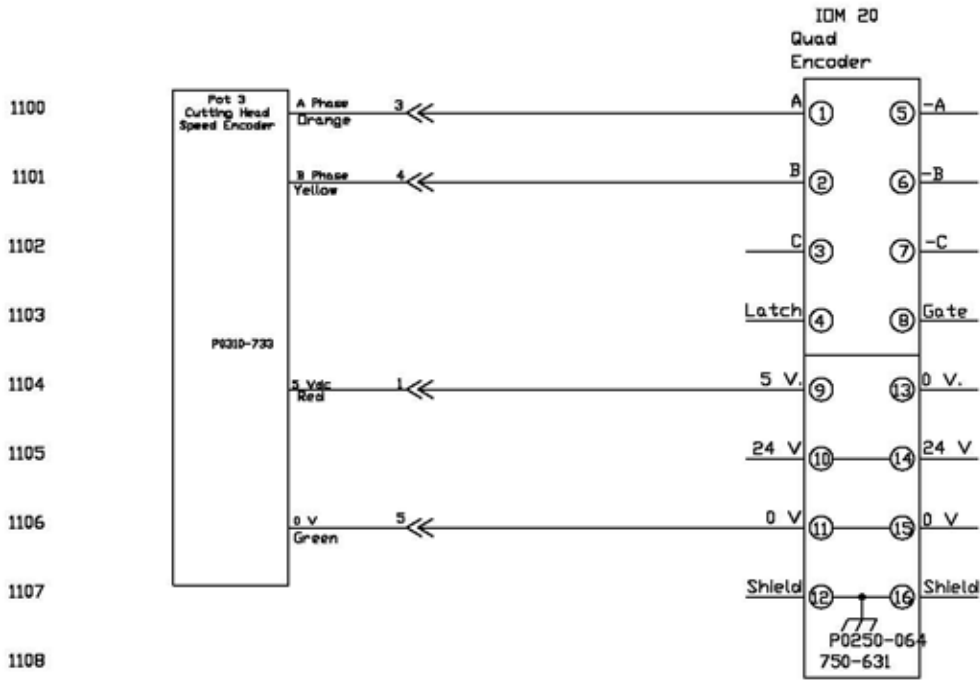 IOM 20
Quad
Encoder
1100
Pot 3
Cutting Head
Speed Encoder
A Phase
Orange
3
A
1
5
-A
1101
B Phase
Yellow
4
B
2
6
-B
1102
C
3
7
-C
1103
Latch
4
8
Gate
P0310-733
1104
5 Vdc
Red
1
5 V.
9
13
0 V.
1105
24 V
10
14
24 V
1106
0 V
Green
5
0 V
11
15
0 V
1107
Shield
12
16
Shield
P0250-064
750-631
1108